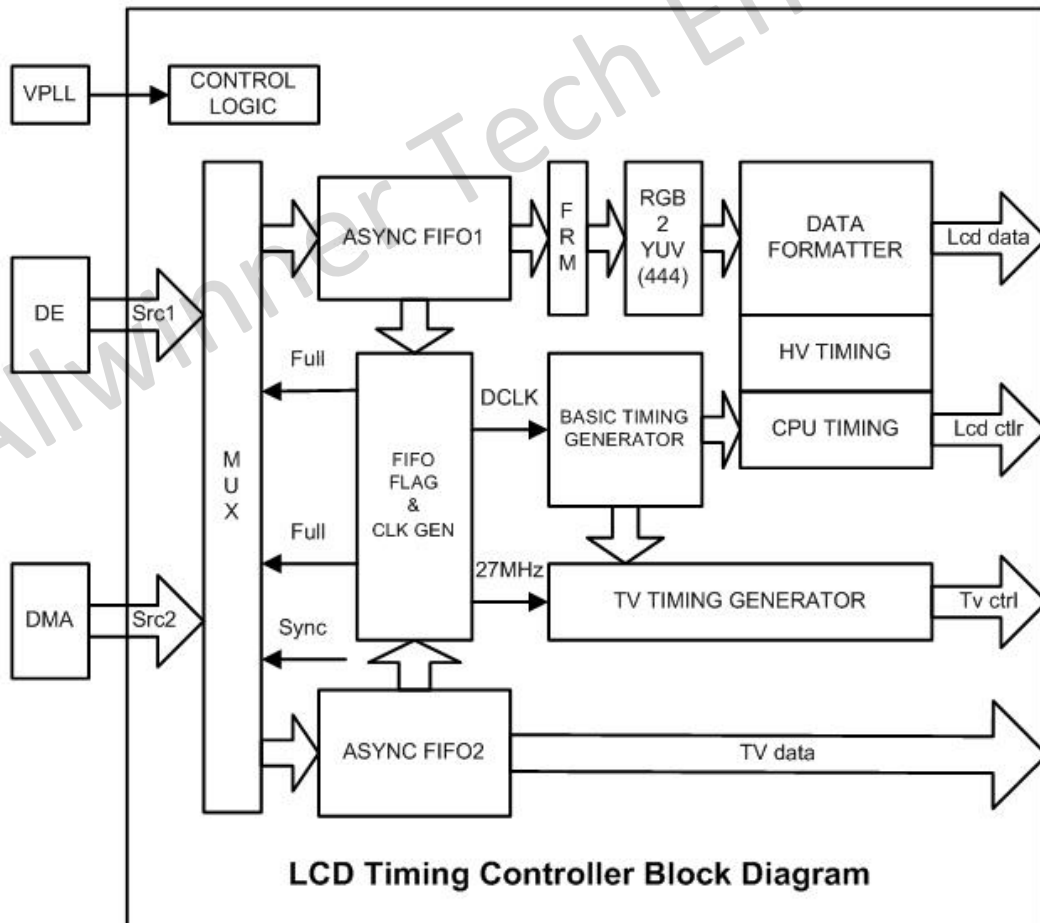 Allwinner Tech
VPLL
CONTROL
LOGIC
DE
Src1
DMA
Src2
M
U
X
ASYNC FIFO1
F
R
M
RGB
2
YUV
(444)
DATA
FORMATTER
HV TIMING
CPU TIMING
Lcd data
Lcd ctlr
Full
Full
Sync
FIFO
FLAG
&
CLK GEN
DCLK
27MHz
BASIC TIMING
GENERATOR
TV TIMING GENERATOR
Tv ctrl
ASYNC FIFO2
TV data
LCD Timing Controller Block Diagram